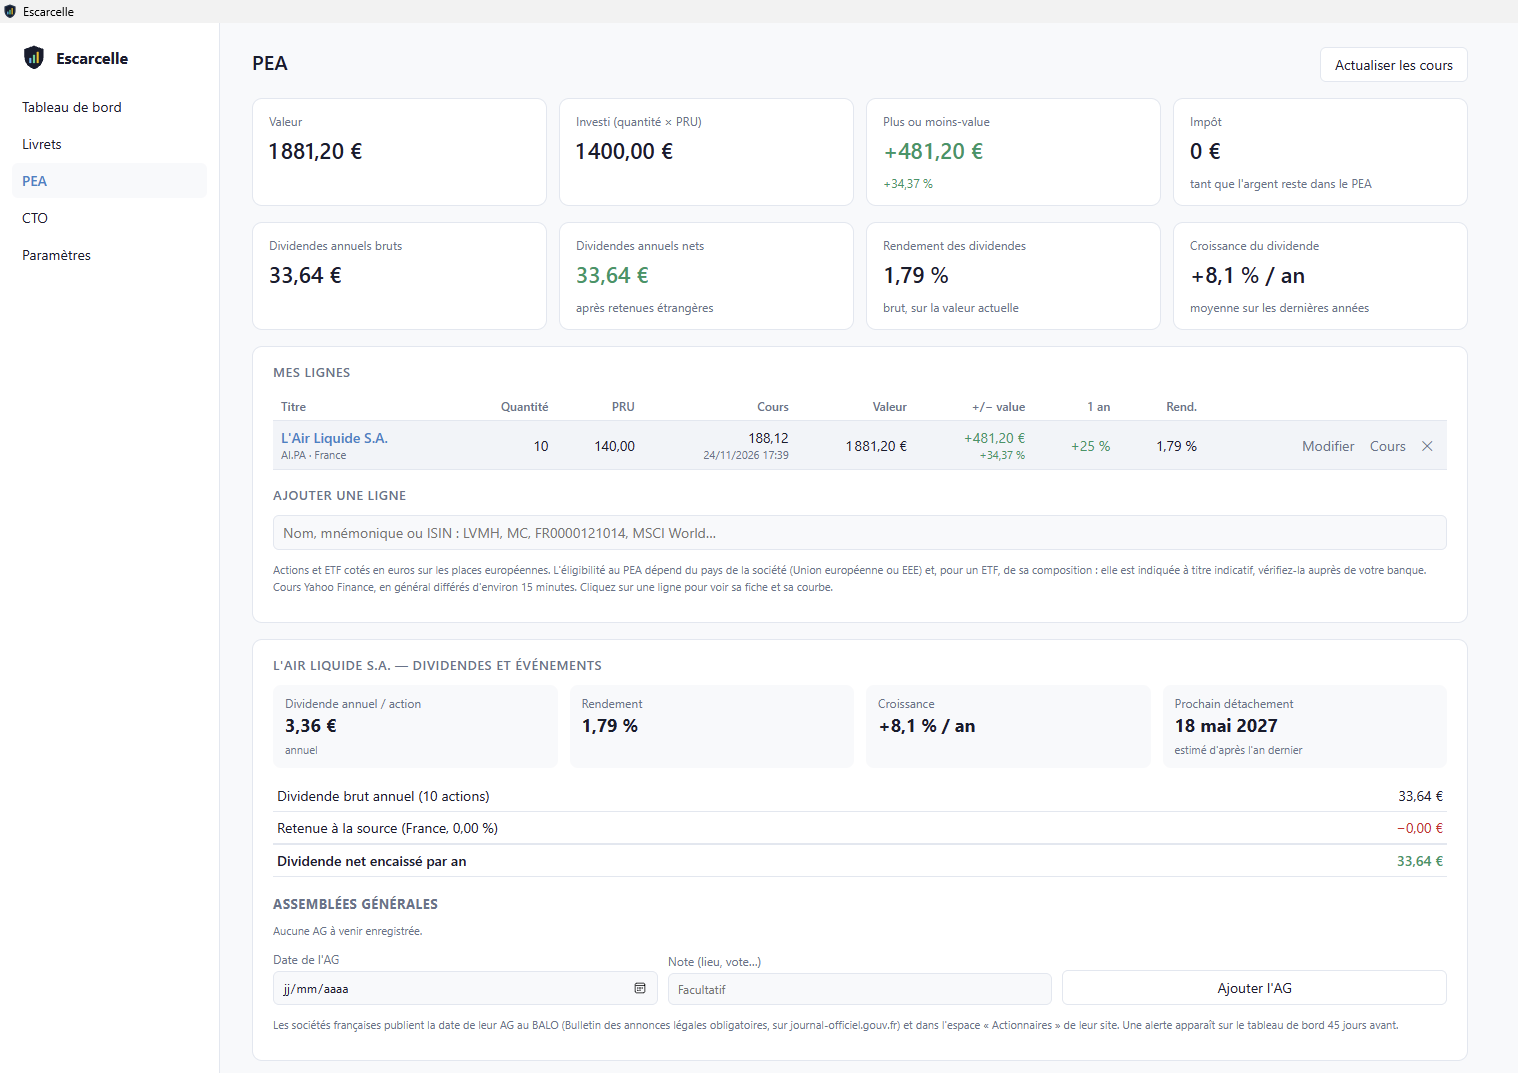 Escarcelle
Escarcelle
Tableau de bord
Livrets
PEA
CTO
Paramètres
PEA
Actualiser les cours
Valeur
1 881,20 €
Investi (quantité × PRU)
1 400,00 €
Plus ou moins-value
+481,20 €
+34,37 %
Impôt
0 €
tant que l'argent reste dans le PEA
Dividendes annuels bruts
33,64 €
Dividendes annuels nets
33,64 €
après retenues étrangères
Rendement des dividendes
1,79 %
brut, sur la valeur actuelle
Croissance du dividende
+8,1 % / an
moyenne sur les dernières années
MES LIGNES
Titre Quantité PRU Cours Valeur +/− value 1 an Rend.
L'Air Liquide S.A. 10 140,00 188,12 1 881,20 € +481,20 € +25 % 1,79 % Modifier Cours ×
AI.PA · France 24/11/2026 17:39 +34,37 %
AJOUTER UNE LIGNE
Nom, mnémonique ou ISIN : LVMH, MC, FR0000121014, MSCI World...
Actions et ETF cotés en euros sur les places européennes. L'éligibilité au PEA dépend du pays de la société (Union européenne ou EEE) et, pour un ETF, de sa composition : elle est indiquée à titre indicatif, vérifiez-la auprès de votre banque.
Cours Yahoo Finance, en général différés d'environ 15 minutes. Cliquez sur une ligne pour voir sa fiche et sa courbe.
L'AIR LIQUIDE S.A. — DIVIDENDES ET ÉVÉNEMENTS
Dividende annuel / action
3,36 €
annuel
Rendement
1,79 %
Croissance
+8,1 % / an
Prochain détachement
18 mai 2027
estimé d'après l'an dernier
Dividende brut annuel (10 actions) 33,64 €
Retenue à la source (France, 0,00 %) −0,00 €
Dividende net encaissé par an 33,64 €
ASSEMBLÉES GÉNÉRALES
Aucune AG à venir enregistrée.
Date de l'AG
jj/mm/aaaa
Note (lieu, vote...)
Facultatif
Ajouter l'AG
Les sociétés françaises publient la date de leur AG au BALO (Bulletin des annonces légales obligatoires, sur journal-officiel.gouv.fr) et dans l'espace « Actionnaires » de leur site. Une alerte apparaît sur le tableau de bord 45 jours avant.